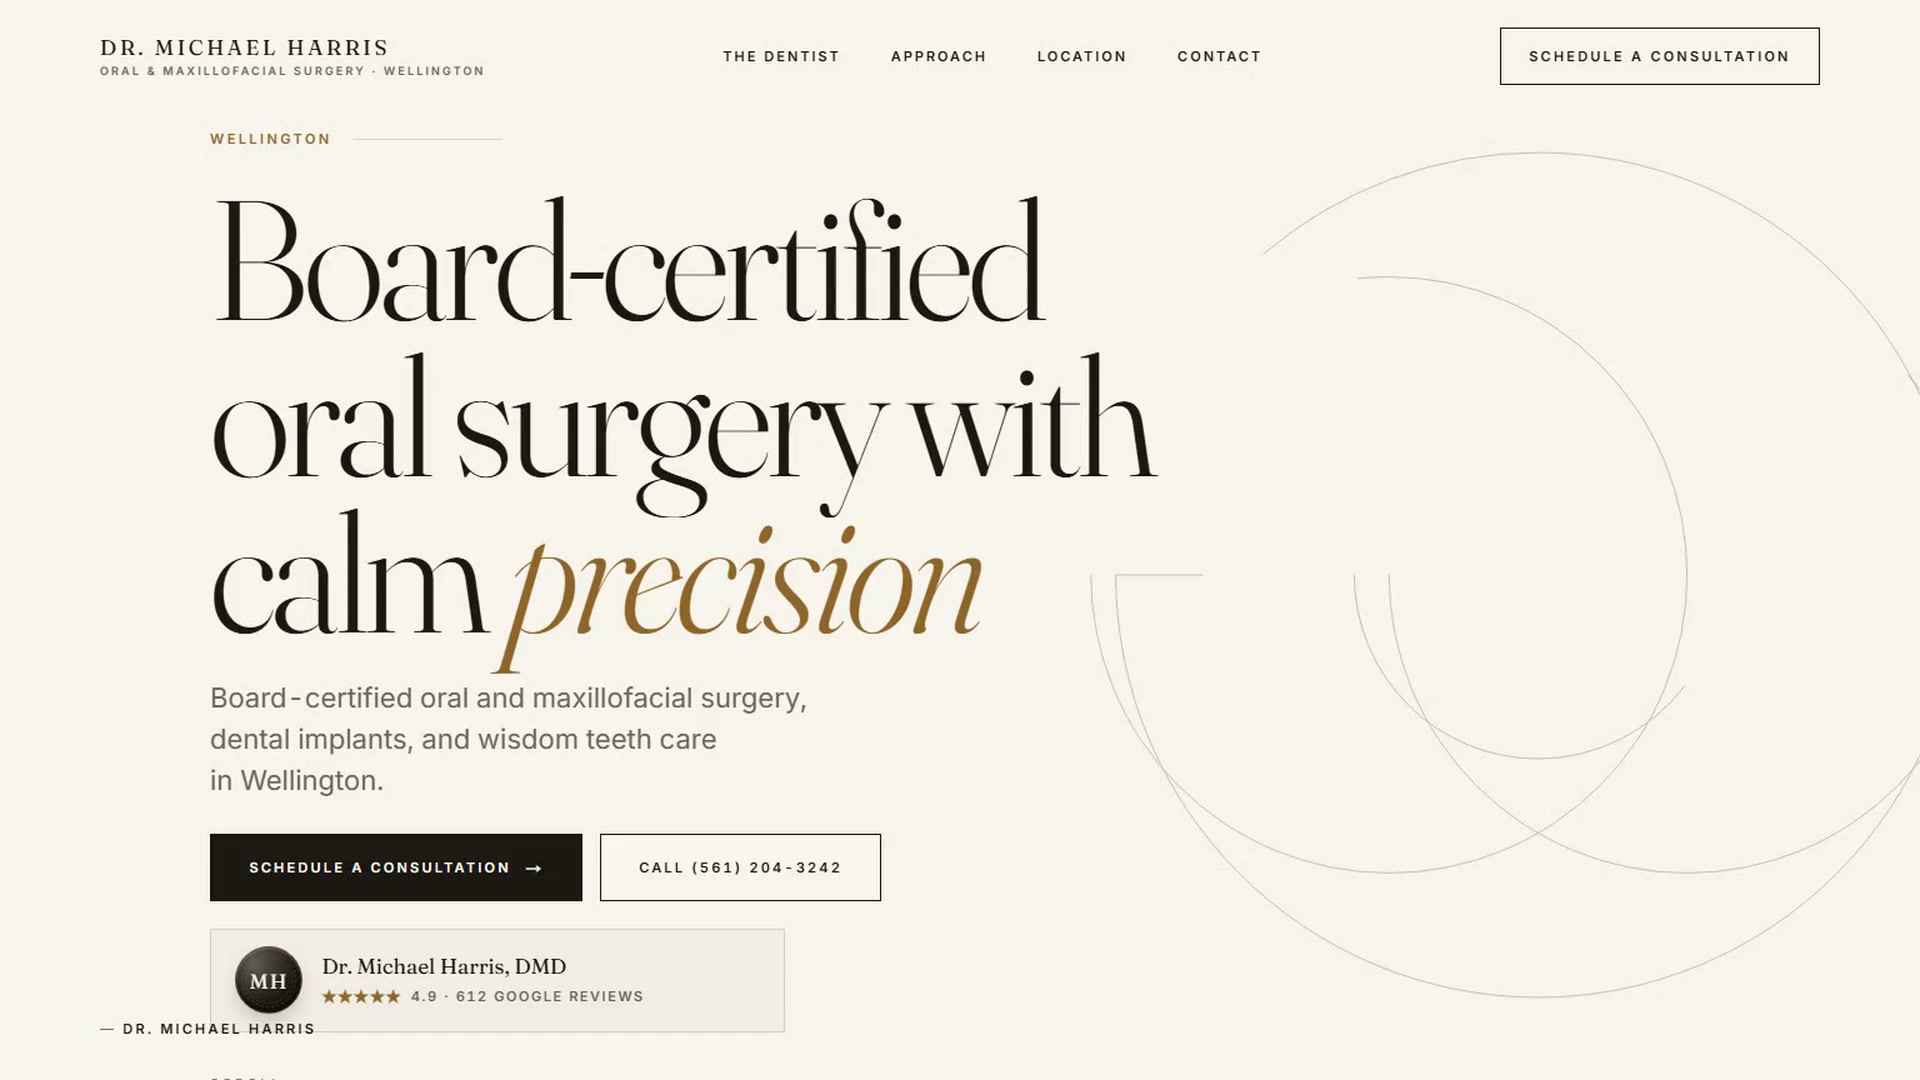 DR. MICHAEL HARRIS
ORAL & MAXILLOFACIAL SURGERY · WELLINGTON
THE DENTIST
APPROACH
LOCATION
CONTACT
SCHEDULE A CONSULTATION
WELLINGTON
Board-certified
oral surgery with
calm precision
Board-certified oral and maxillofacial surgery,
dental implants, and wisdom teeth care
in Wellington.
SCHEDULE A CONSULTATION →
CALL (561) 204-3242
MH
Dr. Michael Harris, DMD
★★★★★ 4.9 · 612 GOOGLE REVIEWS
— DR. MICHAEL HARRIS